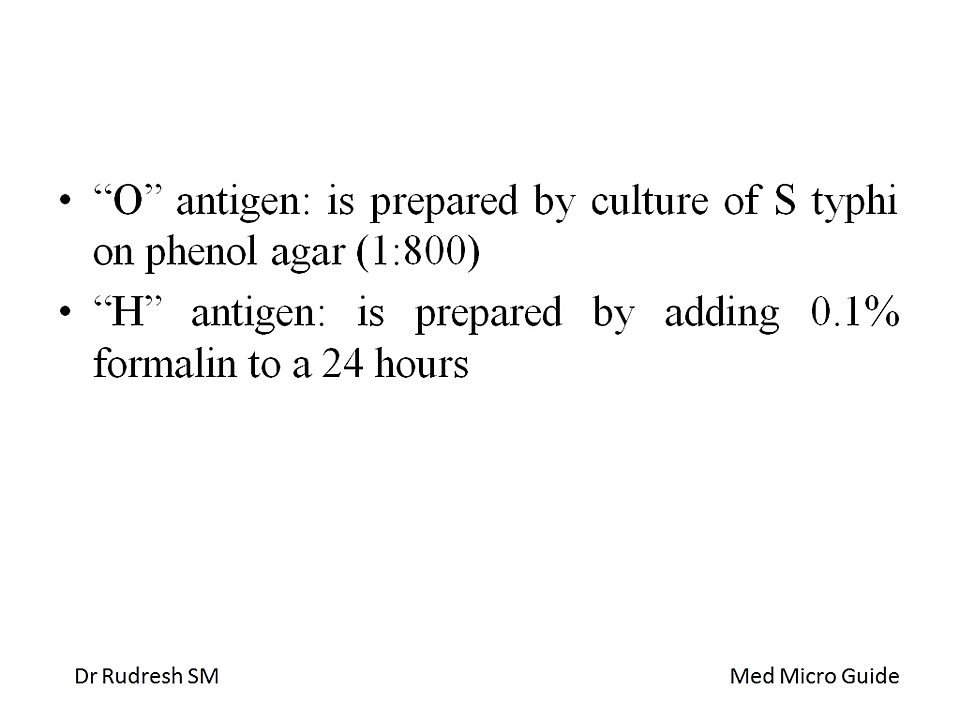 • “O” antigen: is prepared by culture of S typhi
on phenol agar (1:800)
• “H” antigen: is prepared by adding 0.1%
formalin to a 24 hours
Dr Rudresh SM
Med Micro Guide